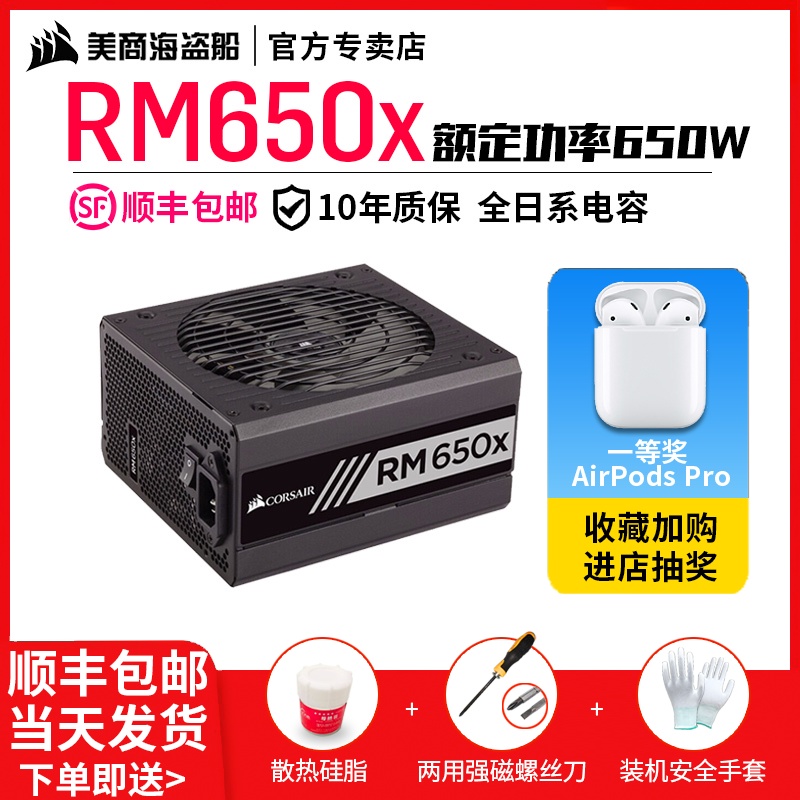 美商海盗船 官方专卖店
RM650x 额定功率650W
SF 顺丰包邮 10年质保 全日系电容
RM650x
CORSAIR
RM650x
一等奖
AirPods Pro
收藏加购
进店抽奖
顺丰包邮
当天发货
下单即送>
散热硅脂 + 两用强磁螺丝刀 + 装机安全手套